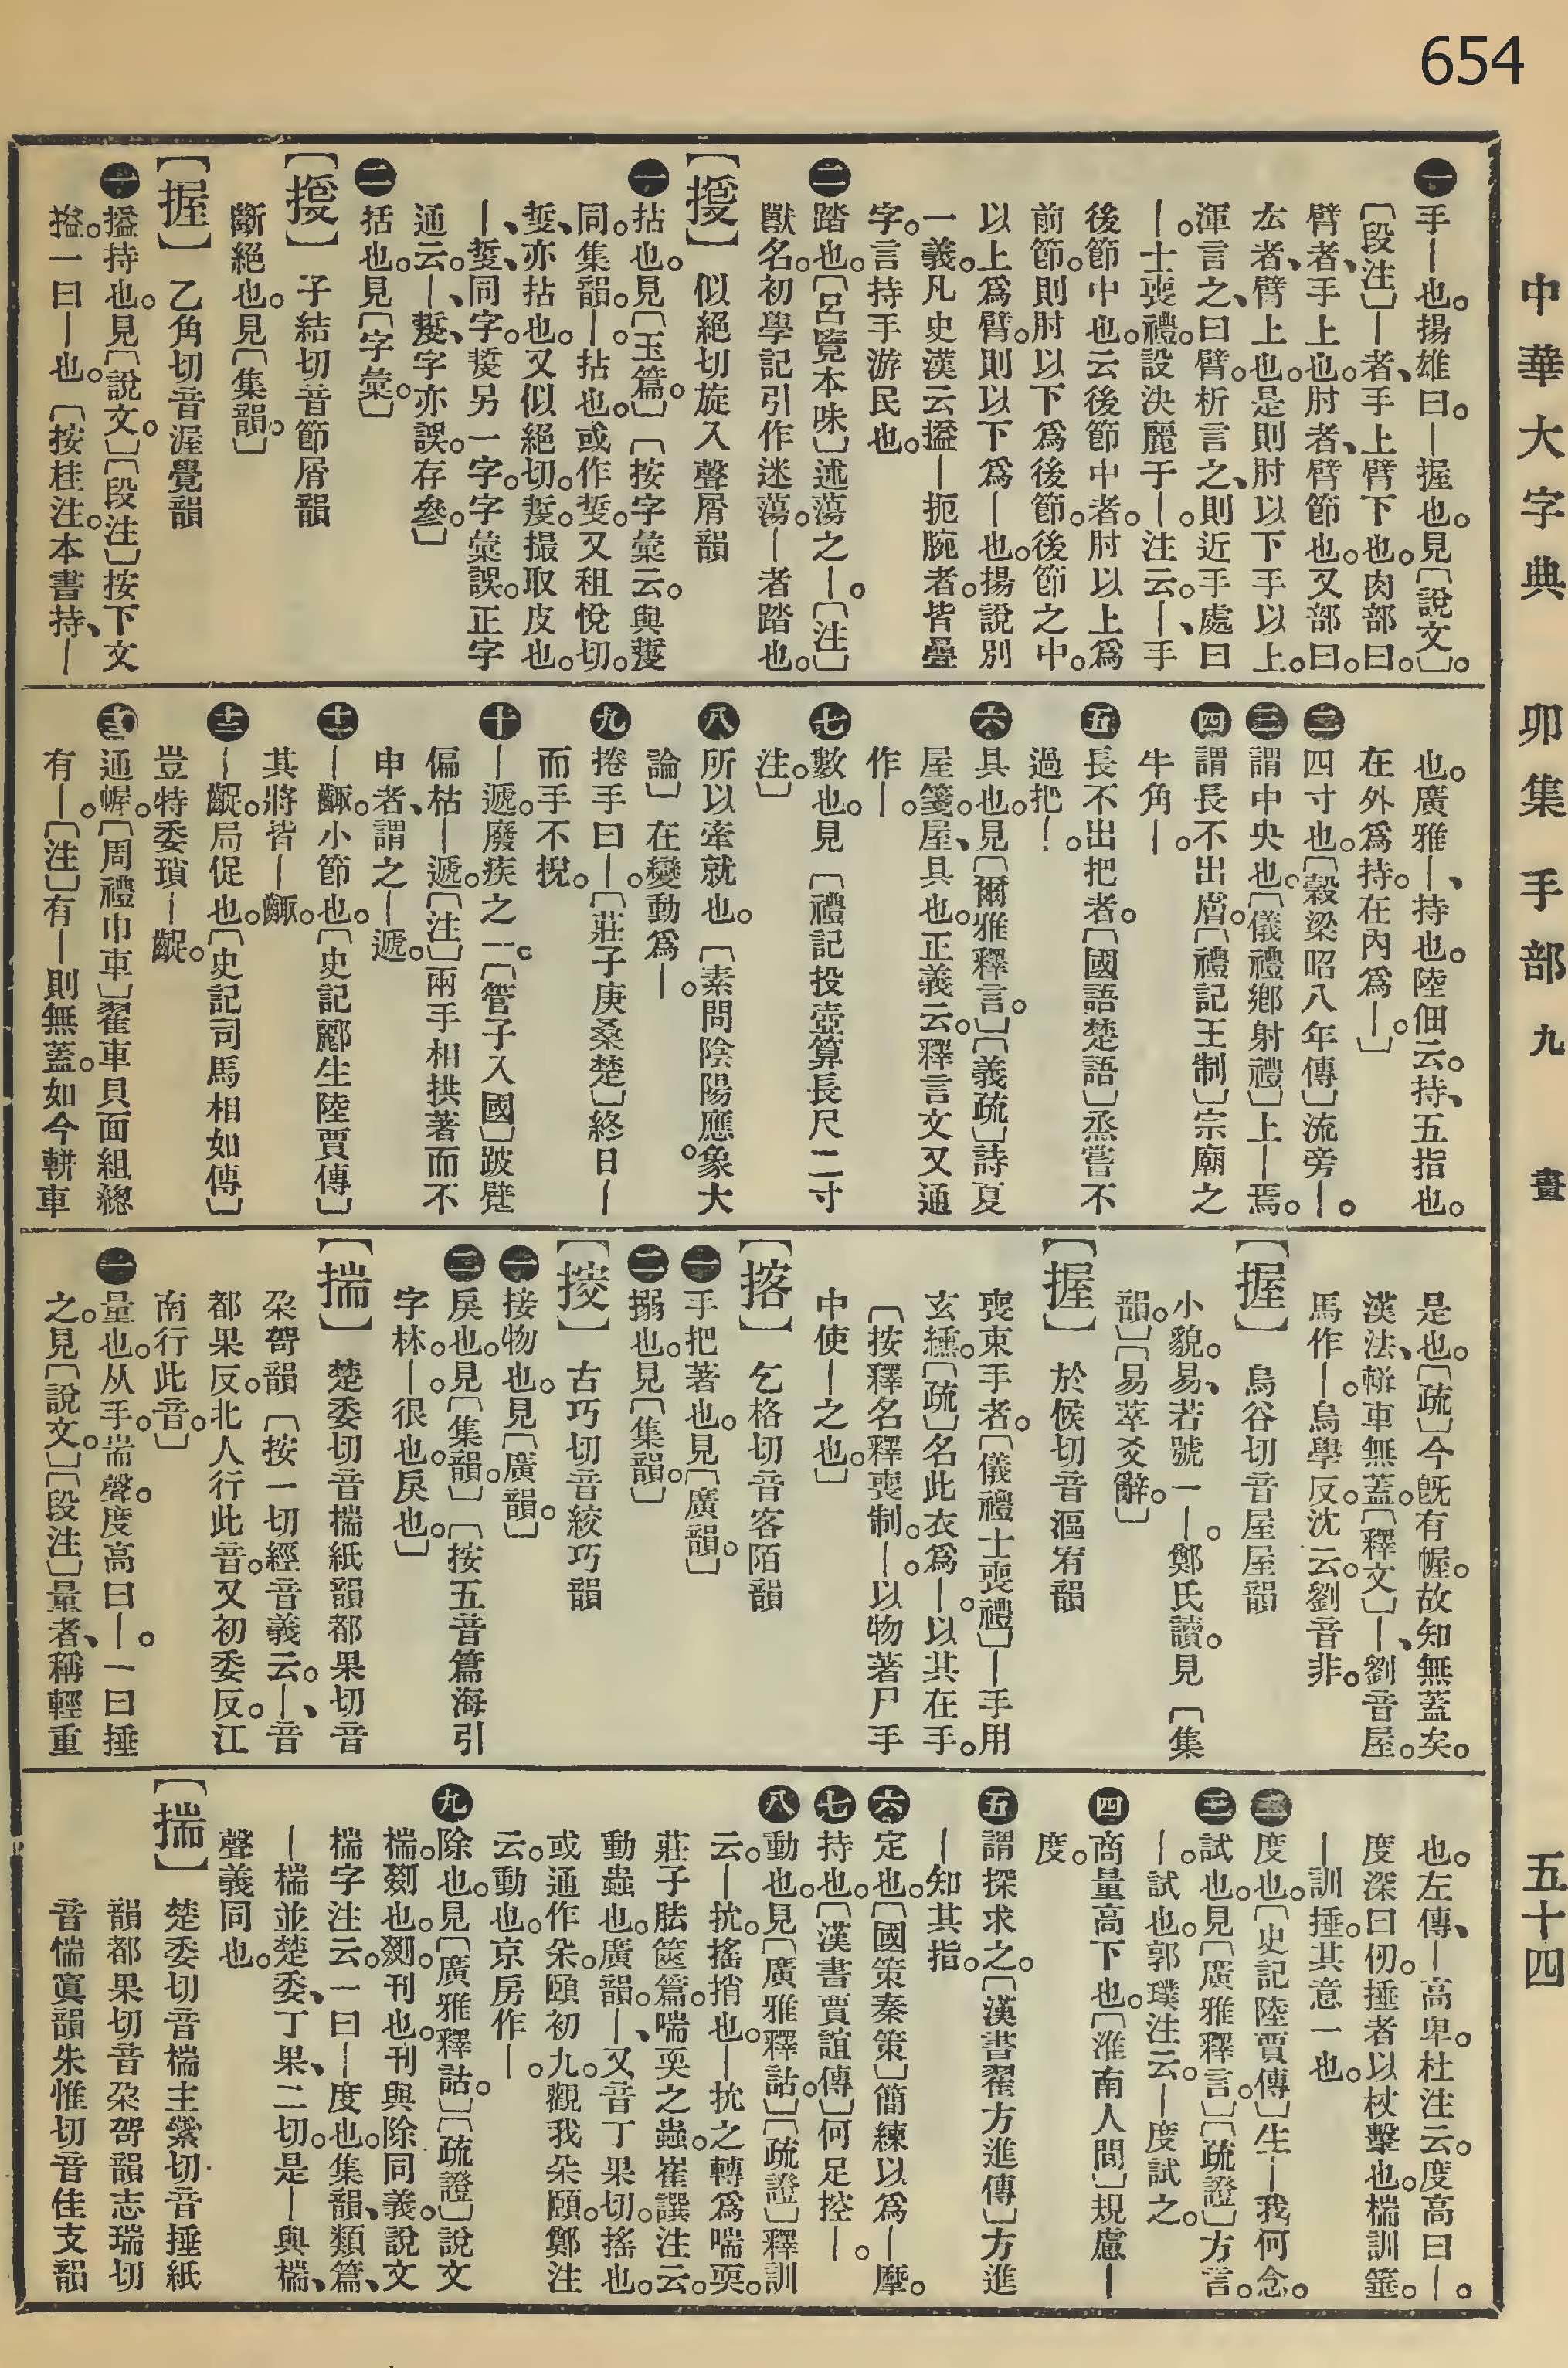 654
中華大字典 卯集 手部 九畫 五十四
㊀手―也。揚雄曰。―握也。見〔說文〕。
〔段注〕―者、手上臂下也。肉部曰。
臂者、手上也。肘者、臂節也。又部曰。
厷者、臂上也。是則肘以下手以上。
渾言之、曰臂。析言之、則近手處曰
―。士喪禮。設決麗于―。注云。―、手
後節中也。云後節中者。肘以上爲
前節。則肘以下爲後節。後節之中。
以上爲臂。則以下爲―也。揚說別
一義。凡史漢云搤―扼腕者。皆疊
字。言持手游民也。
㊁踏也。〔呂覽本味〕述蕩之―。〔注〕
獸名。初學記引作迷蕩。―者踏也。
似絕切旋入聲屑韻
㊀拈也。見〔玉篇〕。〔按字彙云。與
同。集韻。―拈也。或作 。又租悅切。
、亦拈也。又似絕切。 撮取皮也。
―、 、同字。 另一字。字彙誤。正字
通云。―、 、字亦誤。存參。〕
㊁括也。見〔字彙。〕
子結切音節屑韻
斷絕也。見〔集韻。〕
〔握〕 乙角切音渥覺韻
㊀搤持也。見〔說文。〕〔段注〕按下文
搤。一曰―也。〔按桂注。本書持、―
也。廣雅―、持也。陸佃云。持、五指也。
在外爲持。在內爲―。〕
㊁四寸也。〔穀梁昭八年傳〕流旁―。
㊂謂中央也。〔儀禮鄉射禮〕上―焉。
㊃謂長不出膚。〔禮記王制〕宗廟之
牛角―。
㊄長不出把者。〔國語楚語〕烝嘗不
過把―。
㊅具也。見〔爾雅釋言。〕〔義疏〕詩夏
屋箋。屋、具也。正義云。釋言文又通
作―。
㊆數也。見〔禮記投壺算長尺二寸
注。〕
㊇所以牽就也。〔素問陰陽應象大
論〕在變動爲―。
㊈捲手曰―。〔莊子庚桑楚〕終日―
而手不掜。
㊉―遞。廢疾之一。〔管子入國〕跛躄
偏枯―遞。〔注〕兩手相拱著而不
申者、謂之―遞。
十一―齱。小節也。〔史記酈生陸賈傳〕
其將皆―齱。
十二―齪。局促也。〔史記司馬相如傳〕
豈特委瑣―齪。
十三通幄。〔周禮巾車〕翟車貝面組總
有―。〔注〕有―則無蓋。如今輧車
是也。〔疏〕今旣有幄。故知無蓋矣。
漢法、輧車無蓋。〔釋文〕―、劉音屋。
馬作―。烏學反。沈云。劉音非。
〔握〕 烏谷切音屋屋韻
小貌。易、若號一―。鄭氏讀。見〔集
韻。〕〔易萃爻辭。〕
〔握〕 於候切音漚宥韻
喪束手者。〔儀禮士喪禮〕―手用
玄纁。〔疏〕名此衣爲―。以其在手。
〔按釋名釋喪制。―。以物著尸手
中使―之也。〕
〔揢〕 乞格切音客陌韻
㊀手把著也。見〔廣韻。〕
㊁搦也。見〔集韻。〕
古巧切音絞巧韻
㊀接物也。見〔廣韻。〕
㊁戾也。見〔集韻。〕〔按五音篇海引
字林。―很也。戾也。〕
〔揣〕 楚委切音揣紙韻都果切音
朶哿韻〔按一切經音義云。―、音
都果反。北人行此音。又初委反。江
南行此音。〕
㊀量也。从手。耑聲。度高曰―。一曰捶
之。見〔說文。〕〔段注〕量者、稱輕重
也。左傳、―高卑。杜注云。度高曰―。
度深曰仞。捶者以杖擊也。椯訓箠。
―訓捶。其意一也。
㊁度也。〔史記陸賈傳〕生―我何念。
㊂試也。見〔廣雅釋言。〕〔疏證〕方言。
―。試也。郭璞注云。―度試之。
㊃商量高下也。〔淮南人間〕規慮―
度。
㊄謂探求之。〔漢書翟方進傳〕方進
―知其指。
㊅定也。〔國策秦策〕簡練以爲―。摩。
㊆持也。〔漢書賈誼傳〕何足控―。
㊇動也。見〔廣雅釋詁。〕〔疏證〕釋訓
云。―抁。搖捎也。―抁之轉爲喘耎。
莊子胠篋篇。喘耎之蟲。崔譔注云。
動蟲也。廣韻。―、又音丁果切。搖也。
或通作朵。頤初九觀我朵頤。鄭注
云。動也。京房作―。
㊈除也。見〔廣雅釋詁。〕〔疏證〕說文
椯。剟也。剟。刊也。刊與除同義。說文
椯字注云。一曰―度也。集韻、類篇、
―椯並楚委、丁果、二切。是―與椯、
聲義同也。
〔揣〕 楚委切音椯主縈切音捶紙
韻都果切音朶哿韻志瑞切
音惴寘韻朱惟切音佳支韻